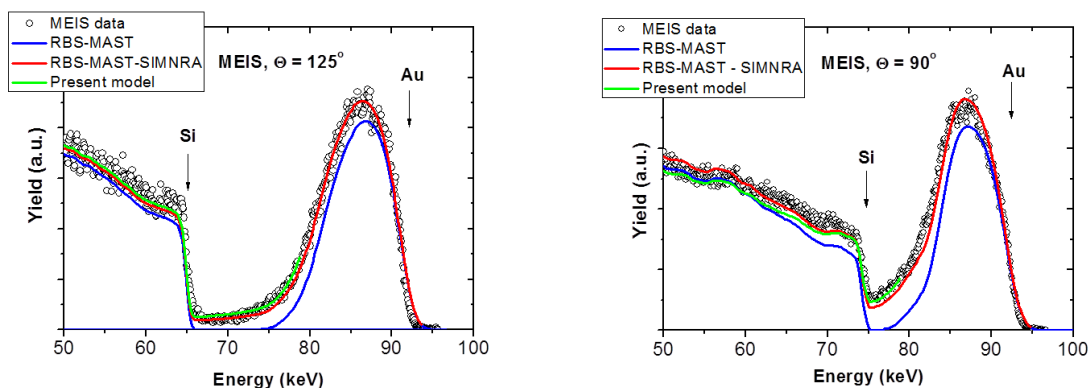 MEIS data
RBS-MAST
RBS-MAST-SIMNRA
Present model
MEIS, Θ = 125°
Au
Si
Yield (a.u.)
50 60 70 80 90 100
Energy (keV)
MEIS data
RBS-MAST
RBS-MAST - SIMNRA
Present model
MEIS, Θ = 90°
Au
Si
Yield (a.u.)
50 60 70 80 90 100
Energy (keV)